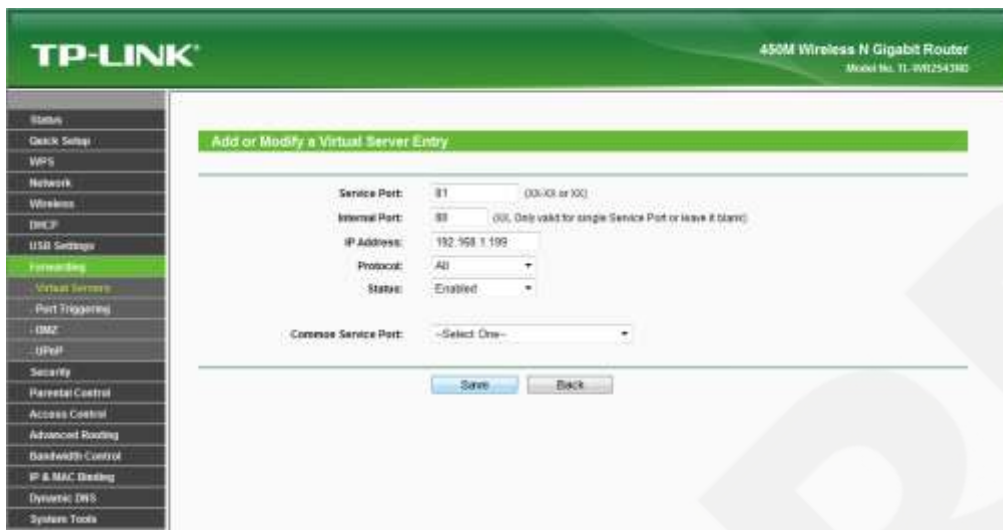 TP-LINK
450M Wireless N Gigabit Router
Model No. TL-WR2543ND
Status
Quick Setup
WPS
Network
Wireless
DHCP
USB Settings
Forwarding
- Virtual Servers
- Port Triggering
- DMZ
- UPnP
Security
Parental Control
Access Control
Advanced Routing
Bandwidth Control
IP & MAC Binding
Dynamic DNS
System Tools
Add or Modify a Virtual Server Entry
Service Port: 81 (XX-XX or XX)
Internal Port: 80 (XX, Only valid for single Service Port or leave it blank)
IP Address: 192.168.1.199
Protocol: All
Status: Enabled
Common Service Port: --Select One--
Save Back